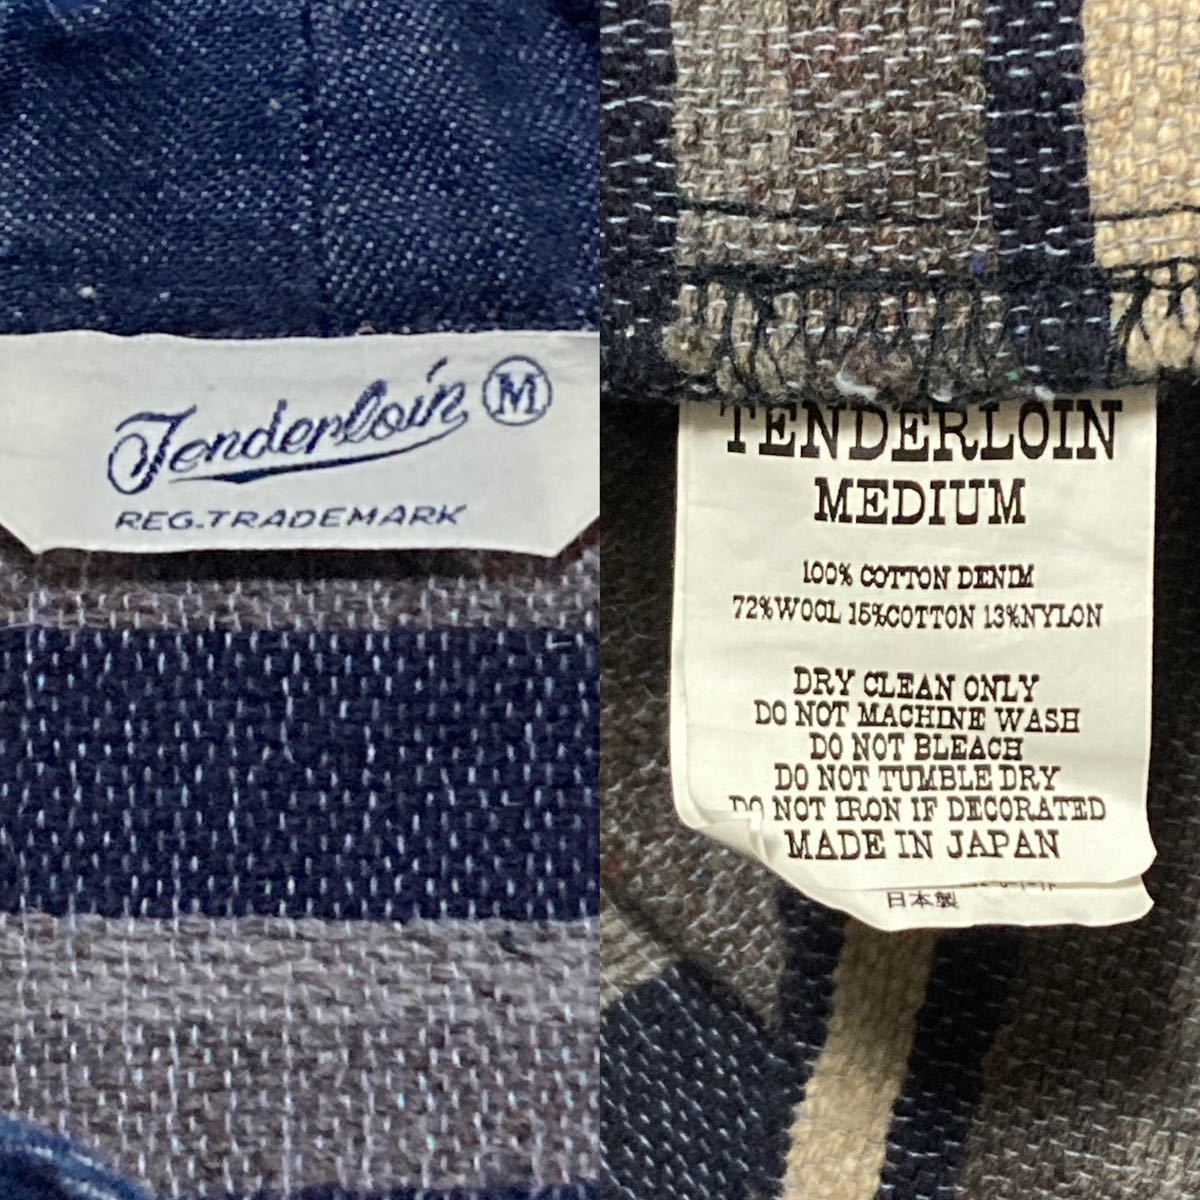 Tenderloin M
REG.TRADEMARK
TENDERLOIN
MEDIUM
100% COTTON DENIM
72%WOOL 15%COTTON 13%NYLON
DRY CLEAN ONLY
DO NOT MACHINE WASH
DO NOT BLEACH
DO NOT TUMBLE DRY
DO NOT IRON IF DECORATED
MADE IN JAPAN
日本製